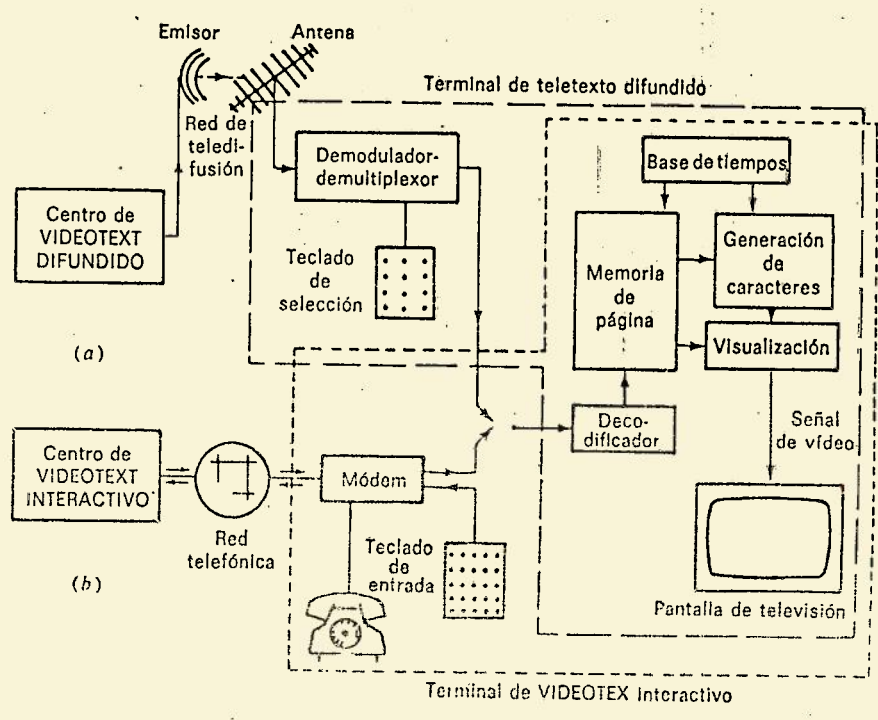 Emisor
Antena
Terminal de teletexto difundido
Red de
teledi-
fusión
Demodulador-
demultiplexor
Base de tiempos
Centro de
VIDEOTEXT
DIFUNDIDO
Teclado
de
selección
Memoria
de
página
Generación
de
caracteres
Visualización
(a)
Deco-
dificador
Señal
de vídeo
Centro de
VIDEOTEXT
INTERACTIVO
Módem
Red
telefónica
Teclado
de
entrada
(b)
Pantalla de televisión
Terminal de VIDEOTEX interactivo